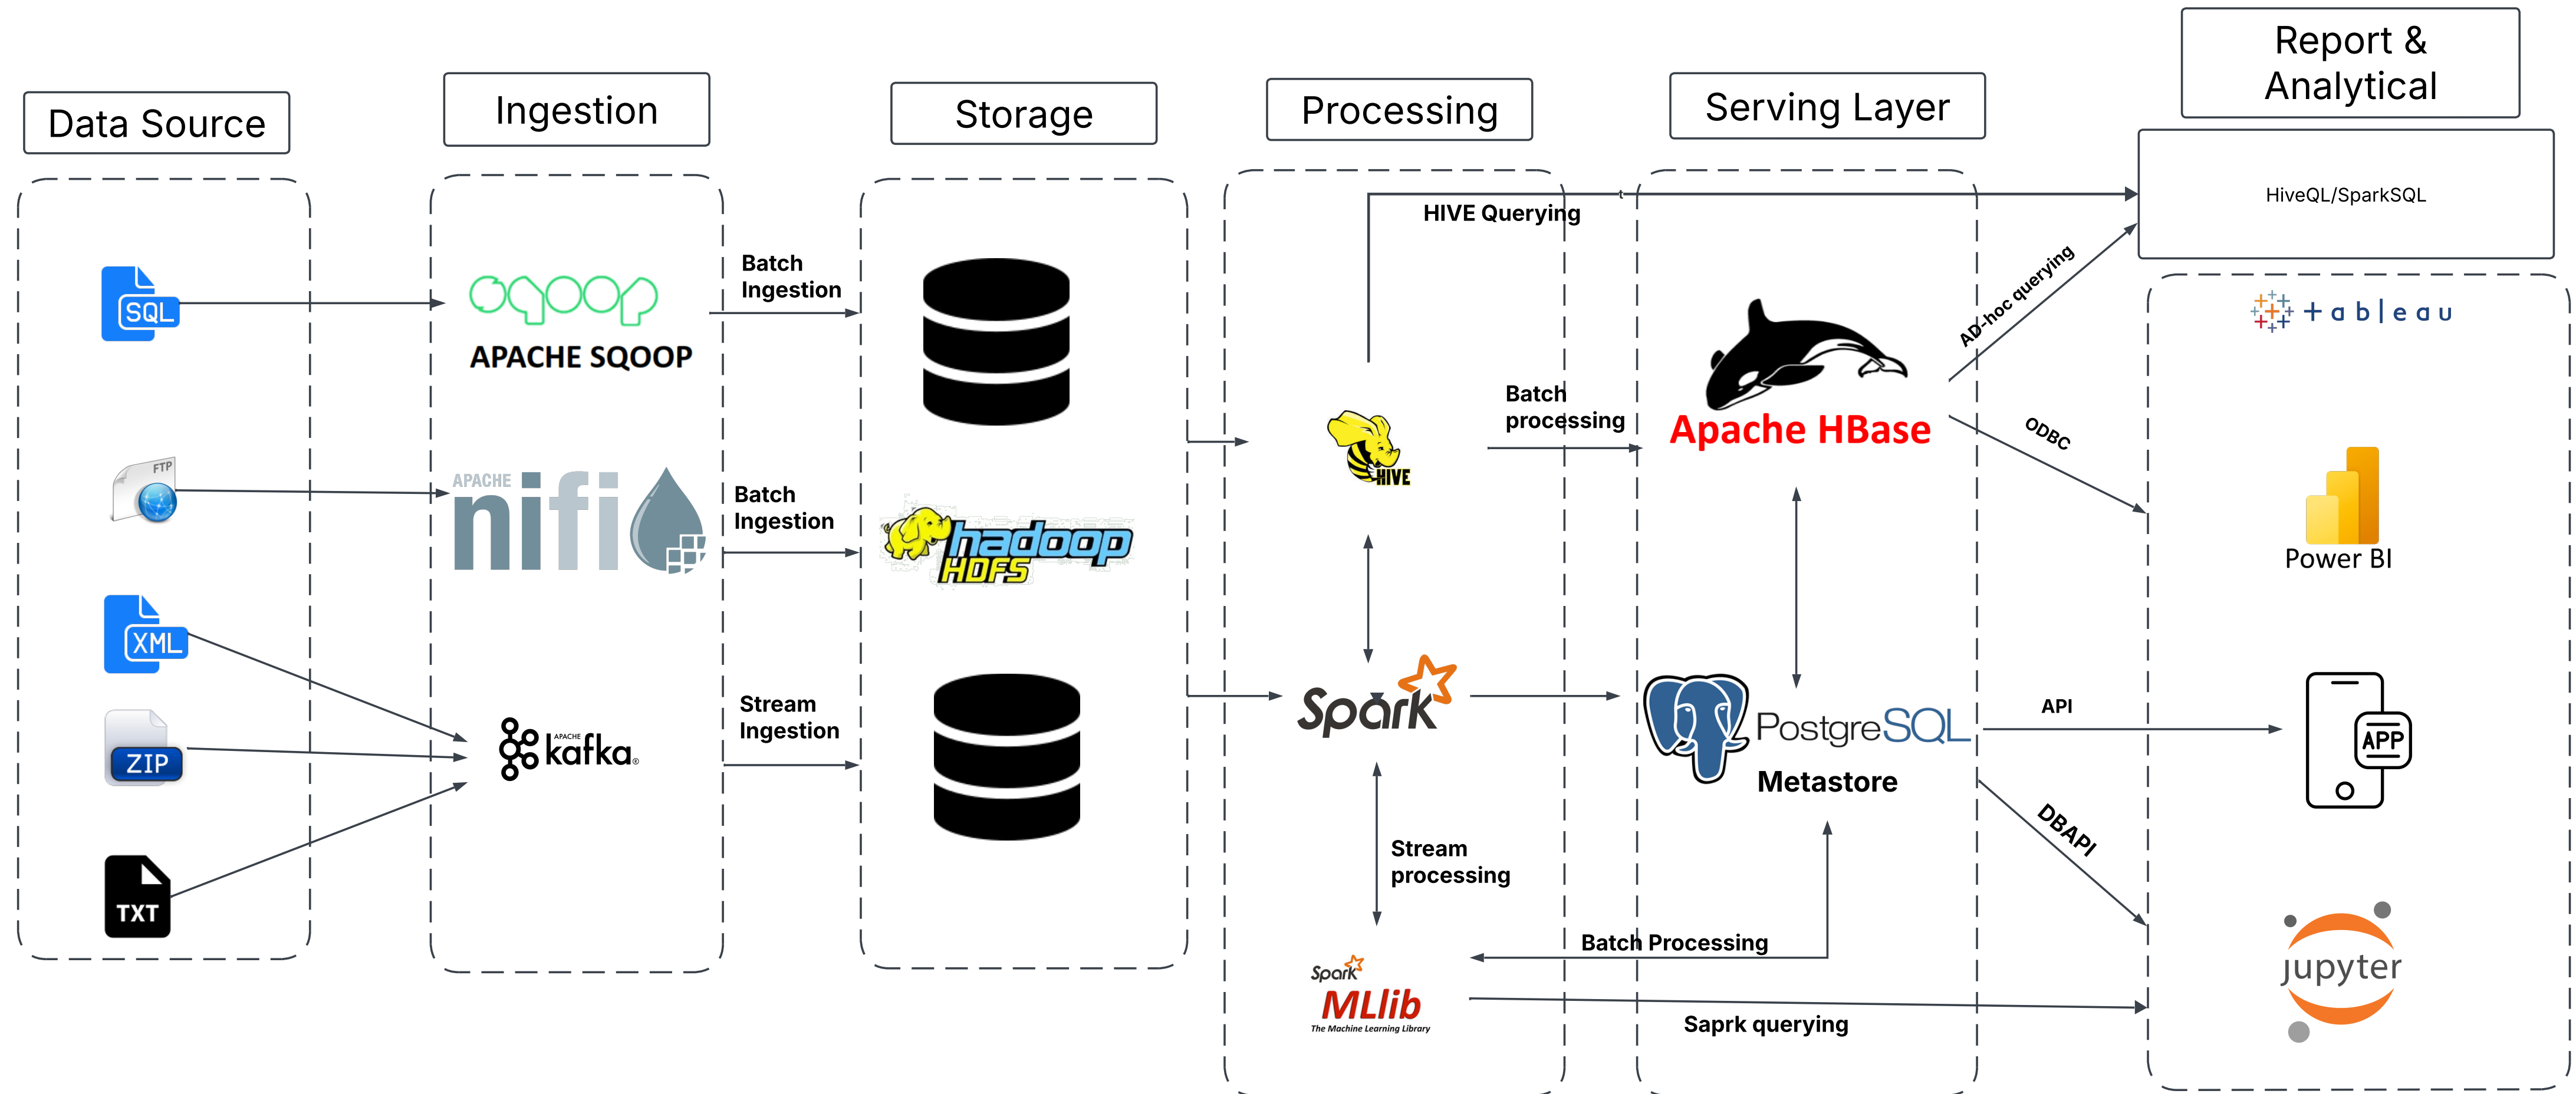 Data Source
Ingestion
Storage
Processing
Serving Layer
Report &
Analytical
SQL
FTP
XML
ZIP
TXT
sqoop
APACHE SQOOP
APACHE
nifi
APACHE
kafka®
Batch
Ingestion
Batch
Ingestion
Stream
Ingestion
hadoop
HDFS
HIVE Querying
t
HIVE
Batch
processing
Spark
Stream
processing
Spark
MLlib
The Machine Learning Library
Batch Processing
Saprk querying
Apache HBase
PostgreSQL
Metastore
AD-hoc querying
ODBC
API
DBAPI
HiveQL/SparkSQL
+ableau
Power BI
APP
jupyter